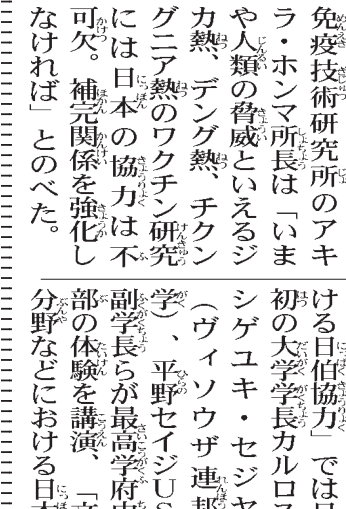 免疫技術研究所のアキ
ラ・ホンマ所長は「いま
や人類の脅威といえるジ
カ熱、デング熱、チクン
グニア熱のワクチン研究
には日本の協力は不
可欠。補完関係を強化し
なければ」とのべた。
ける日伯協力」では
初の大学学長カルロス
シゲユキ・セジヤ
（ヴィソウザ連邦
学）、平野セイジUS
副学長らが最高学府内
部の体験を講演、「文
分野などにおける日本